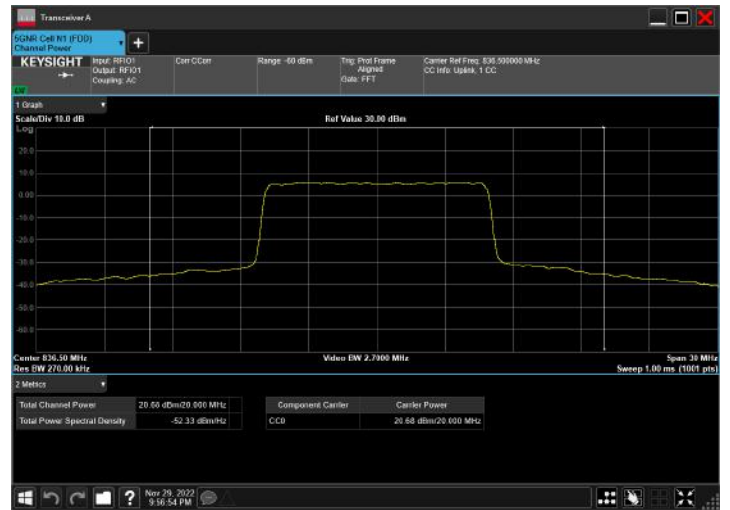 Transceiver A
5GNR Cell N1 (FDD)
Channel Power
KEYSIGHT
Input: RFIO1
Output: RFIO1
Coupling: AC
Corr CCorr
Range -60 dBm
Trig: Prot Frame
Aligned
Gate: FFT
Carrier Ref Freq: 836.500000 MHz
CC Info: Uplink, 1 CC
1 Graph
Scale/Div 10.0 dB
Ref Value 30.00 dBm
Log
20.0
10.0
0.00
-10.0
-20.0
-30.0
-40.0
-50.0
-60.0
Center 836.50 MHz
Video BW 2.7000 MHz
Span 30 MHz
Res BW 270.00 kHz
Sweep 1.00 ms (1001 pts)
2 Metrics
Total Channel Power 20.68 dBm/20.000 MHz
Total Power Spectral Density -52.33 dBm/Hz
Component Carrier Carrier Power
CC0 20.68 dBm/20.000 MHz
?
Nov 29, 2022
9:56:54 PM